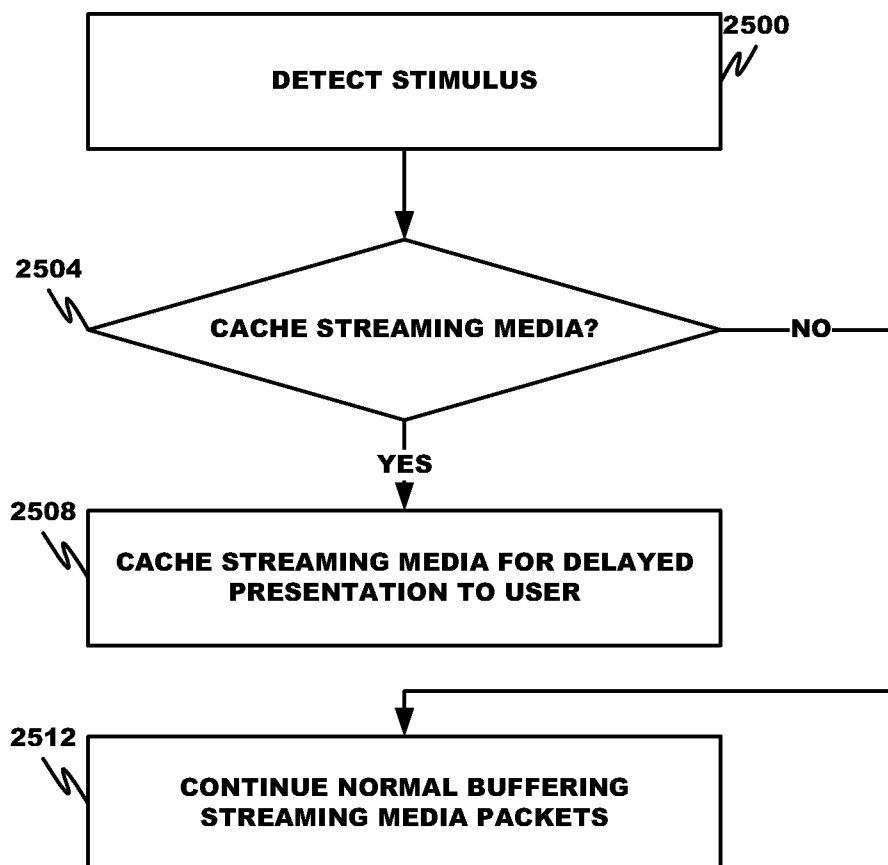 2500
DETECT STIMULUS
2504
CACHE STREAMING MEDIA?
NO
YES
2508
CACHE STREAMING MEDIA FOR DELAYED
PRESENTATION TO USER
2512
CONTINUE NORMAL BUFFERING
STREAMING MEDIA PACKETS